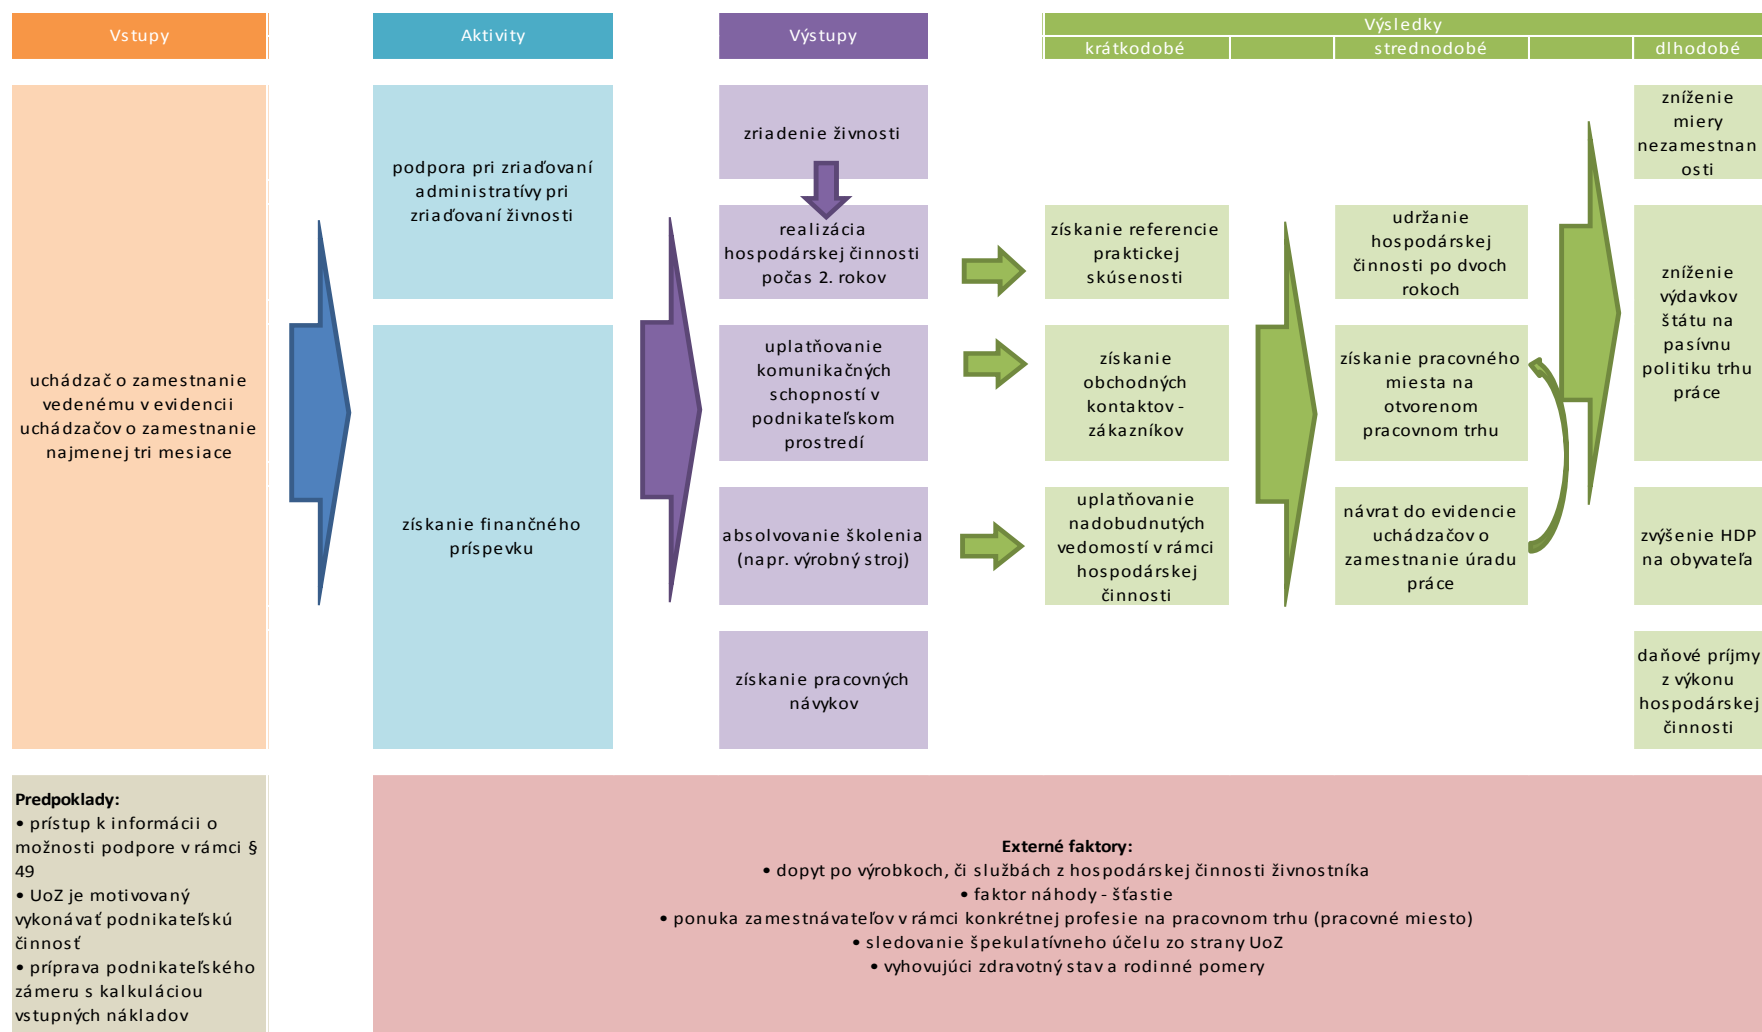 Vstupy
Aktivity
Výstupy
Výsledky
krátkodobé
strednodobé
dlhodobé
uchádzač o zamestnanie
vedenému v evidencii
uchádzačov o zamestnanie
najmenej tri mesiace
podpora pri zriaďovaní
administratívy pri
zriaďovaní živnosti
získanie finančného
príspevku
zriadenie živnosti
realizácia
hospodárskej činnosti
počas 2. rokov
uplatňovanie
komunikačných
schopností v
podnikateľskom
prostredí
absolvovanie školenia
(napr. výrobný stroj)
získanie pracovných
návykov
získanie referencie
praktickej
skúsenosti
získanie
obchodných
kontaktov -
zákazníkov
uplatňovanie
nadobudnutých
vedomostí v rámci
hospodárskej
činnosti
udržanie
hospodárskej
činnosti po dvoch
rokoch
získanie pracovného
miesta na
otvorenom
pracovnom trhu
návrat do evidencie
uchádzačov o
zamestnanie úradu
práce
zníženie
miery
nezamestnan
osti
zníženie
výdavkov
štátu na
pasívnu
politiku trhu
práce
zvýšenie HDP
na obyvateľa
daňové príjmy
z výkonu
hospodárskej
činnosti
Predpoklady:
• prístup k informácii o
možnosti podpore v rámci §
49
• UoZ je motivovaný
vykonávať podnikateľskú
činnosť
• príprava podnikateľského
zámeru s kalkuláciou
vstupných nákladov
Externé faktory:
• dopyt po výrobkoch, či službách z hospodárskej činnosti živnostníka
• faktor náhody - šťastie
• ponuka zamestnávateľov v rámci konkrétnej profesie na pracovnom trhu (pracovné miesto)
• sledovanie špekulatívneho účelu zo strany UoZ
• vyhovujúci zdravotný stav a rodinné pomery